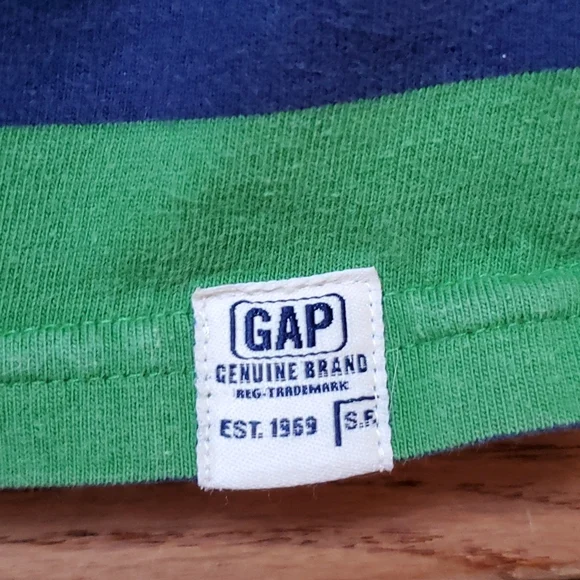 GAP
GENUINE BRAND
REG·TRADEMARK
EST. 1969 S.F.